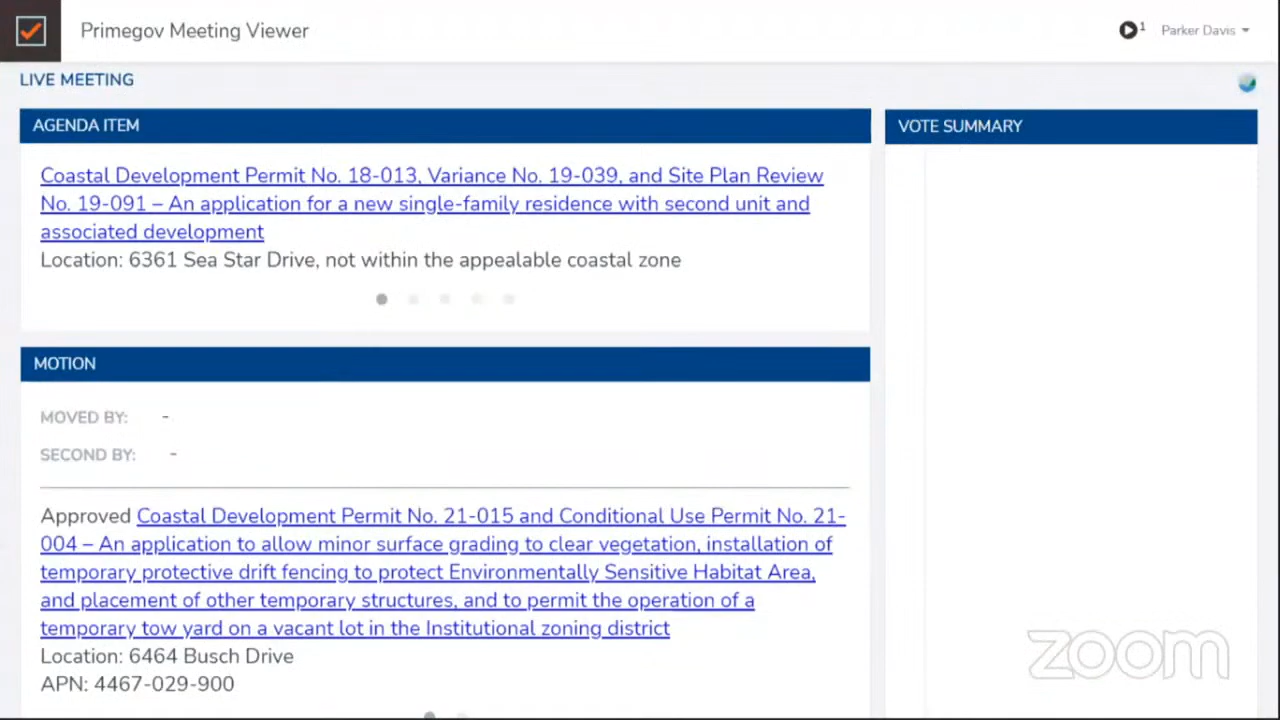 Primegov Meeting Viewer
1
Parker Davis
LIVE MEETING
AGENDA ITEM
Coastal Development Permit No. 18-013, Variance No. 19-039, and Site Plan Review
No. 19-091 – An application for a new single-family residence with second unit and
associated development
Location: 6361 Sea Star Drive, not within the appealable coastal zone
VOTE SUMMARY
MOTION
MOVED BY: -
SECOND BY: -
Approved Coastal Development Permit No. 21-015 and Conditional Use Permit No. 21-
004 – An application to allow minor surface grading to clear vegetation, installation of
temporary protective drift fencing to protect Environmentally Sensitive Habitat Area,
and placement of other temporary structures, and to permit the operation of a
temporary tow yard on a vacant lot in the Institutional zoning district
Location: 6464 Busch Drive
APN: 4467-029-900
zoom